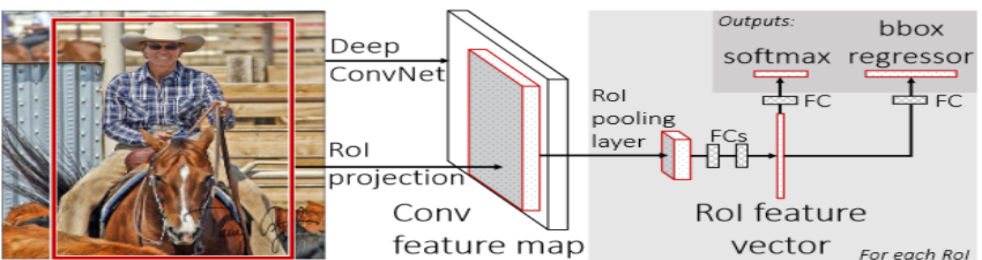 Deep
ConvNet
RoI
projection
Conv
feature map
RoI
pooling
layer
FCs
RoI feature
vector
Outputs:
softmax
bbox
regressor
FC
FC
For each RoI